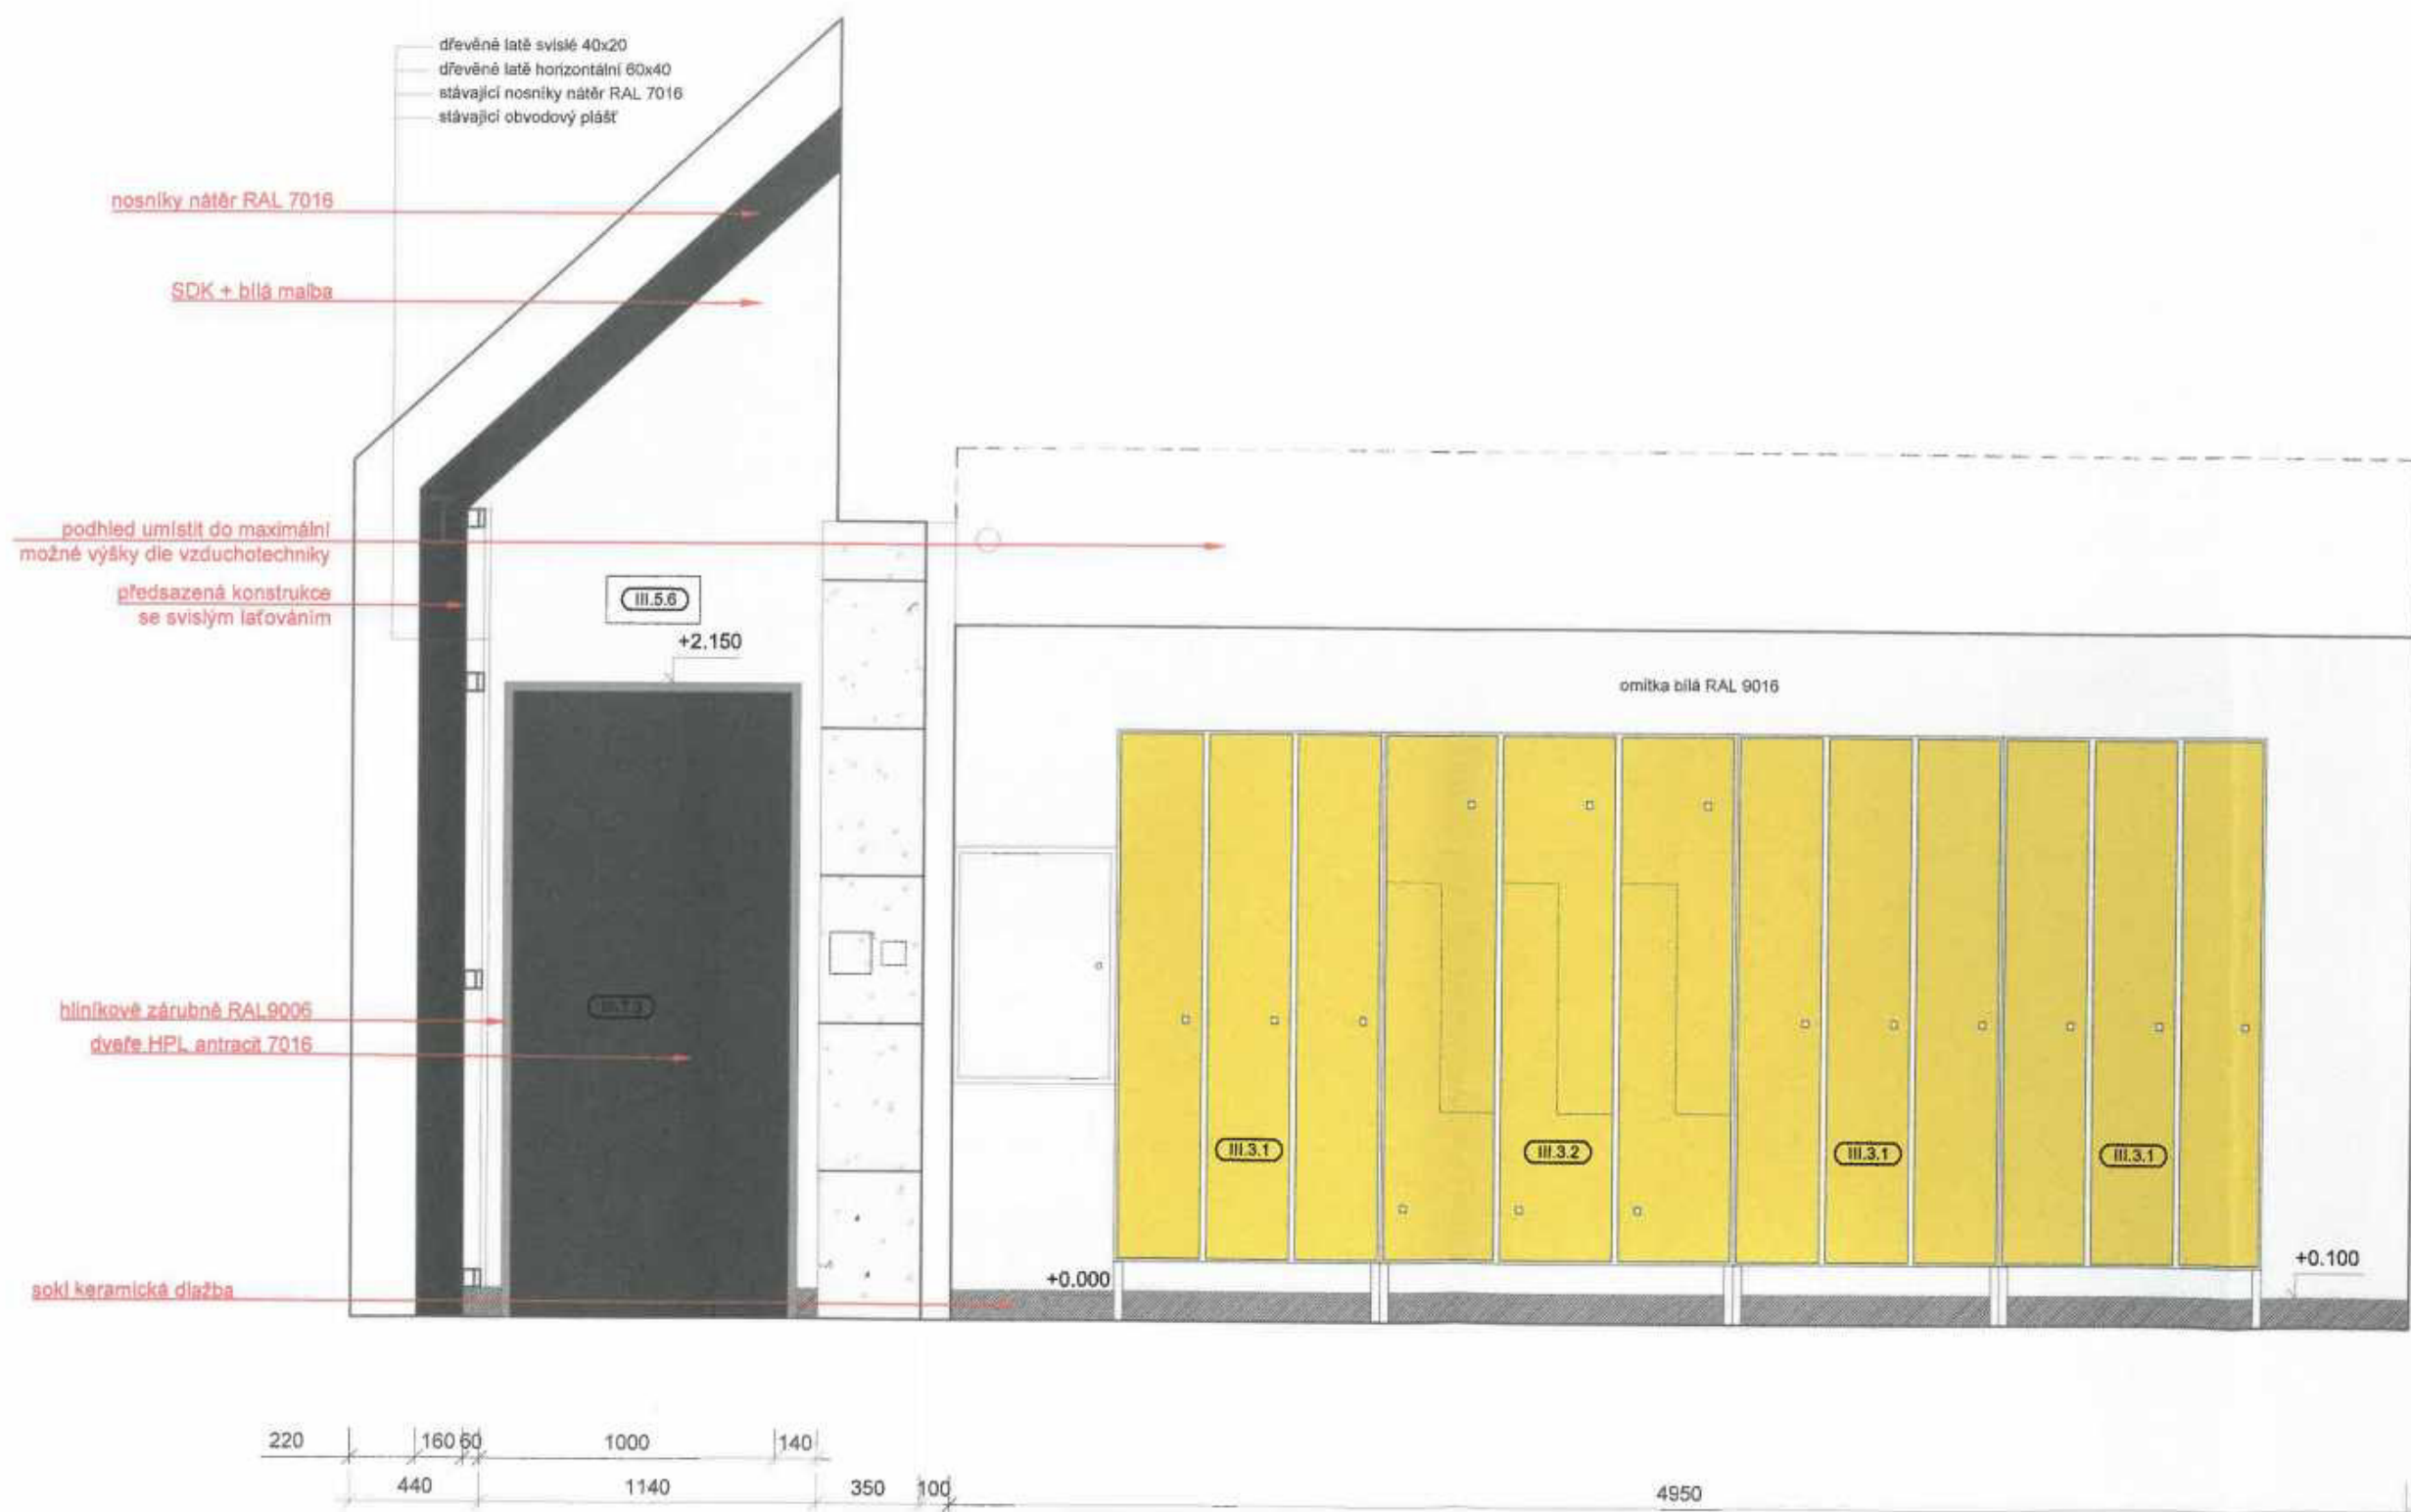 dřevěné latě svislé 40x20
dřevěné latě horizontální 60x40
stávající nosníky nátěr RAL 7016
stávající obvodový plášť
nosníky nátěr RAL 7016
SDK + bílá malba
podhled umístit do maximální
možné výšky dle vzduchotechniky
předsazená konstrukce
se svislým laťováním
III.5.6
+2.150
omítka bílá RAL 9016
hliníkové zárubně RAL9006
III.7.3
dveře HPL antracit 7016
III.3.1
III.3.2
III.3.1
III.3.1
+0.000
+0.100
sokl keramická dlažba
220 160 60 1000 140
440 1140 350 100 4950